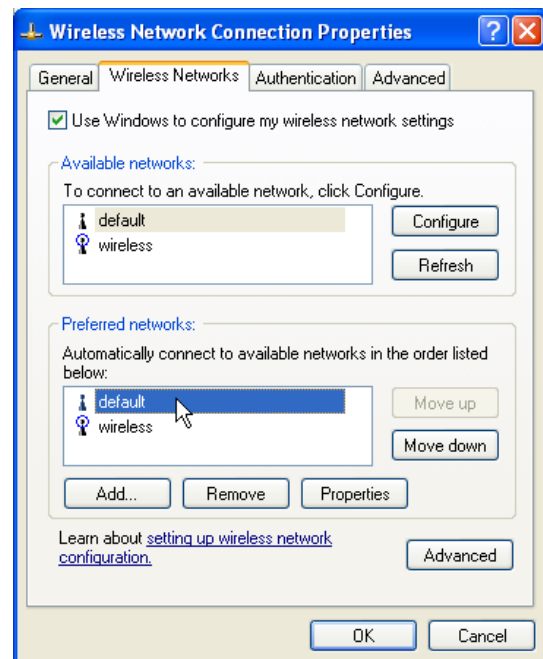 Wireless Network Connection Properties
General Wireless Networks Authentication Advanced
Use Windows to configure my wireless network settings
Available networks:
To connect to an available network, click Configure.
default
wireless
Configure
Refresh
Preferred networks:
Automatically connect to available networks in the order listed
below:
default
wireless
Move up
Move down
Add... Remove Properties
Learn about setting up wireless network
configuration.
Advanced
OK Cancel